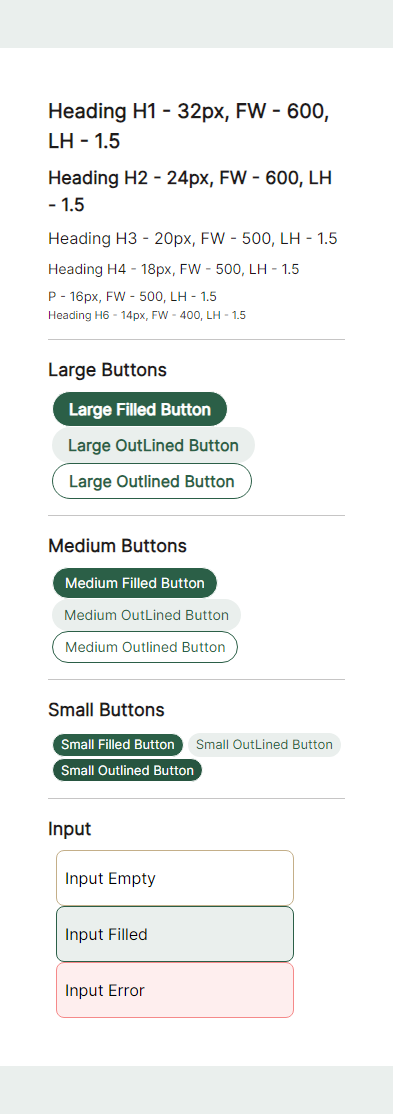 Heading H1 - 32px, FW - 600,
LH - 1.5
Heading H2 - 24px, FW - 600, LH
- 1.5
Heading H3 - 20px, FW - 500, LH - 1.5
Heading H4 - 18px, FW - 500, LH - 1.5
P - 16px, FW - 500, LH - 1.5
Heading H6 - 14px, FW - 400, LH - 1.5
Large Buttons
Large Filled Button
Large OutLined Button
Large Outlined Button
Medium Buttons
Medium Filled Button
Medium OutLined Button
Medium Outlined Button
Small Buttons
Small Filled Button Small OutLined Button
Small Outlined Button
Input
Input Empty
Input Filled
Input Error